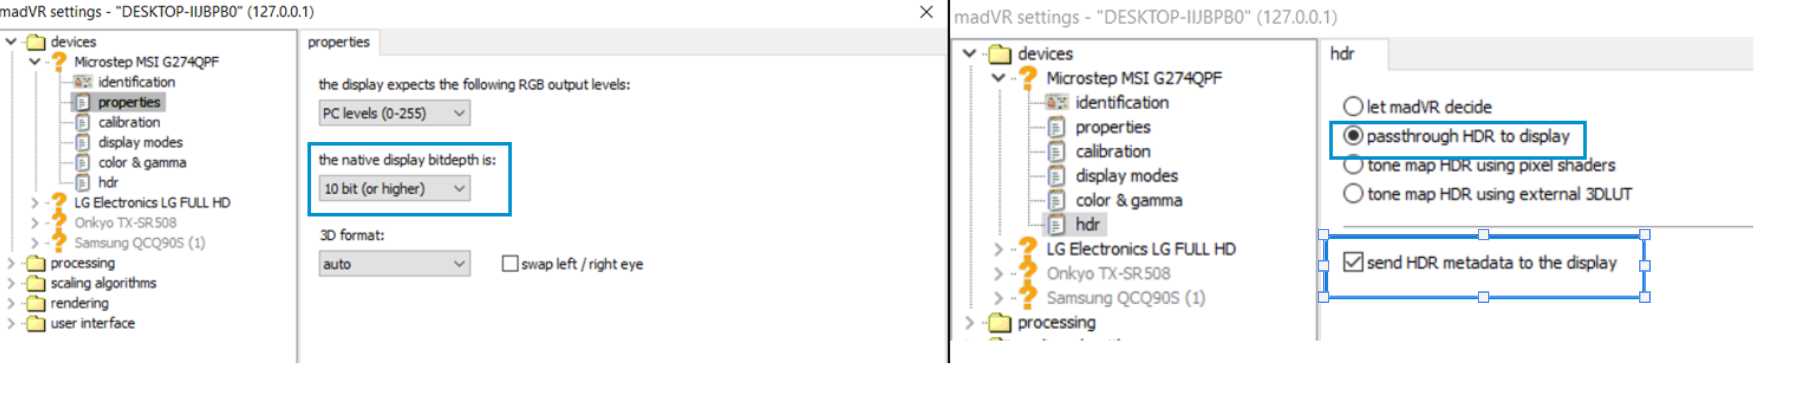 madVR settings - "DESKTOP-IIJBPB0" (127.0.0.1)
devices
Microstep MSI G274QPF
identification
properties
calibration
display modes
color & gamma
hdr
LG Electronics LG FULL HD
Onkyo TX-SR508
Samsung QCQ90S (1)
processing
scaling algorithms
rendering
user interface
properties
the display expects the following RGB output levels:
PC levels (0-255)
the native display bitdepth is:
10 bit (or higher)
3D format:
auto
swap left / right eye
madVR settings - "DESKTOP-IIJBPB0" (127.0.0.1)
devices
Microstep MSI G274QPF
identification
properties
calibration
display modes
color & gamma
hdr
LG Electronics LG FULL HD
Onkyo TX-SR508
Samsung QCQ90S (1)
processing
hdr
let madVR decide
passthrough HDR to display
tone map HDR using pixel shaders
tone map HDR using external 3DLUT
send HDR metadata to the display